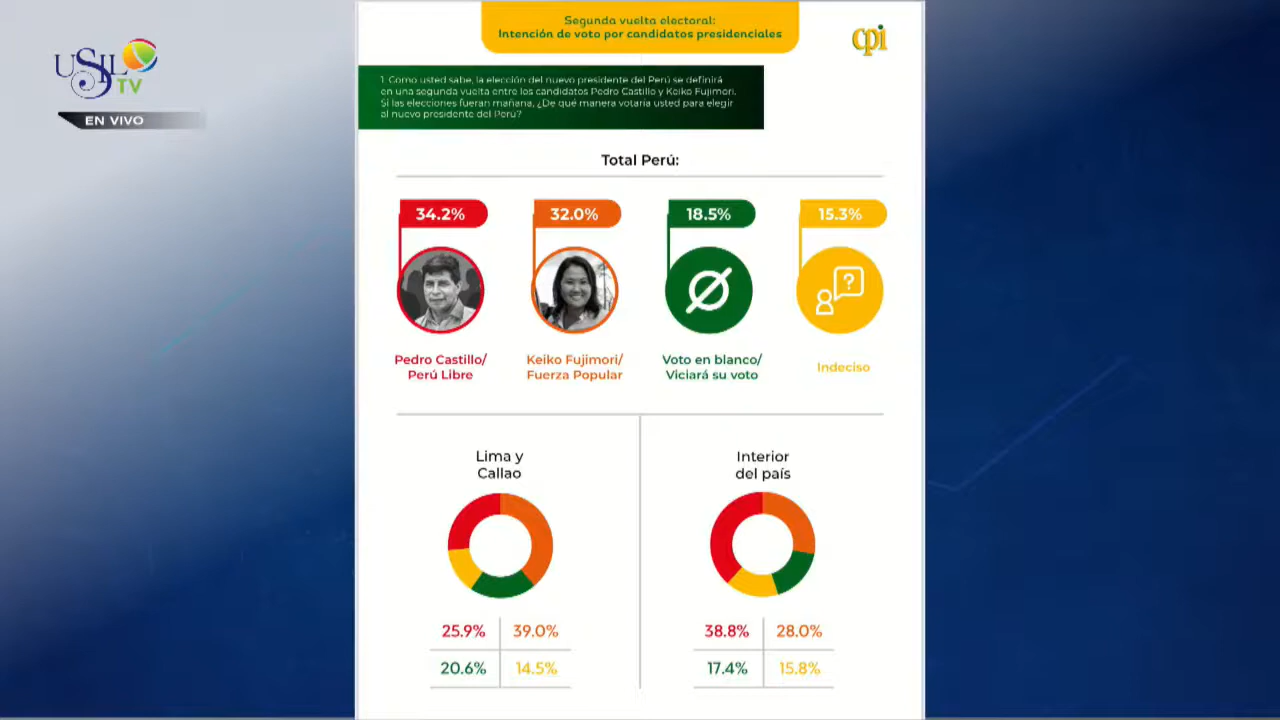 Segunda vuelta electoral:
Intención de voto por candidatos presidenciales
cpi
USIL
TV
EN VIVO
1. Como usted sabe, la elección del nuevo presidente del Perú se definirá
en una segunda vuelta entre los candidatos Pedro Castillo y Keiko Fujimori.
Si las elecciones fueran mañana, ¿De qué manera votaría usted para elegir
al nuevo presidente del Perú?
Total Perú:
34.2%
32.0%
18.5%
15.3%
?
Pedro Castillo/
Perú Libre
Keiko Fujimori/
Fuerza Popular
Voto en blanco/
Viciará su voto
Indeciso
Lima y
Callao
25.9% 39.0%
20.6% 14.5%
Interior
del país
38.8% 28.0%
17.4% 15.8%